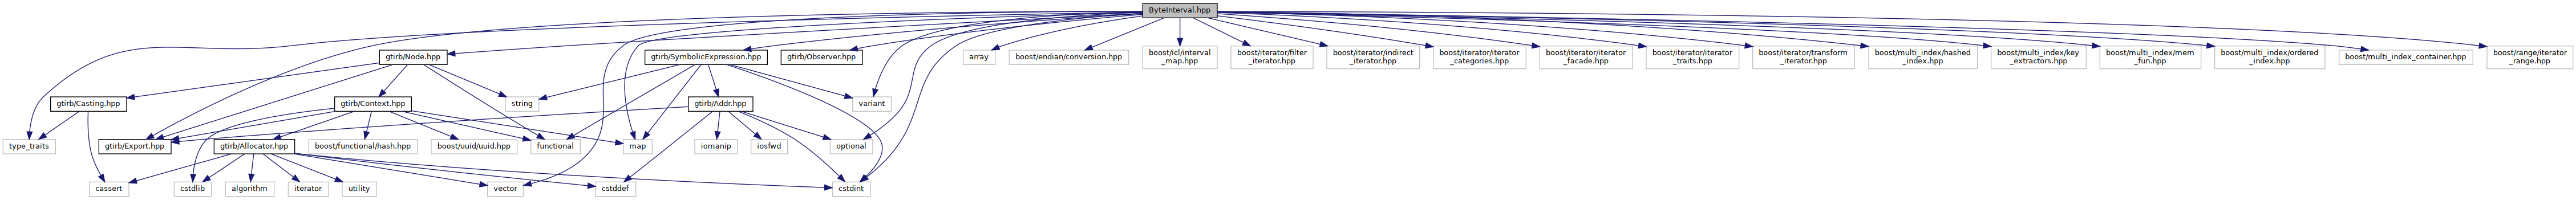 ByteInterval.hpp
gtirb/Node.hpp
gtirb/SymbolicExpression.hpp
gtirb/Observer.hpp
array
boost/endian/conversion.hpp
boost/icl/interval
_map.hpp
boost/iterator/filter
_iterator.hpp
boost/iterator/indirect
_iterator.hpp
boost/iterator/iterator
_categories.hpp
boost/iterator/iterator
_facade.hpp
boost/iterator/iterator
_traits.hpp
boost/iterator/transform
_iterator.hpp
boost/multi_index/hashed
_index.hpp
boost/multi_index/key
_extractors.hpp
boost/multi_index/mem
_fun.hpp
boost/multi_index/ordered
_index.hpp
boost/multi_index_container.hpp
boost/range/iterator
_range.hpp
gtirb/Casting.hpp
gtirb/Context.hpp
string
gtirb/Addr.hpp
variant
type_traits
gtirb/Export.hpp
gtirb/Allocator.hpp
boost/functional/hash.hpp
boost/uuid/uuid.hpp
functional
map
iomanip
iosfwd
optional
cassert
cstdlib
algorithm
iterator
utility
vector
cstddef
cstdint